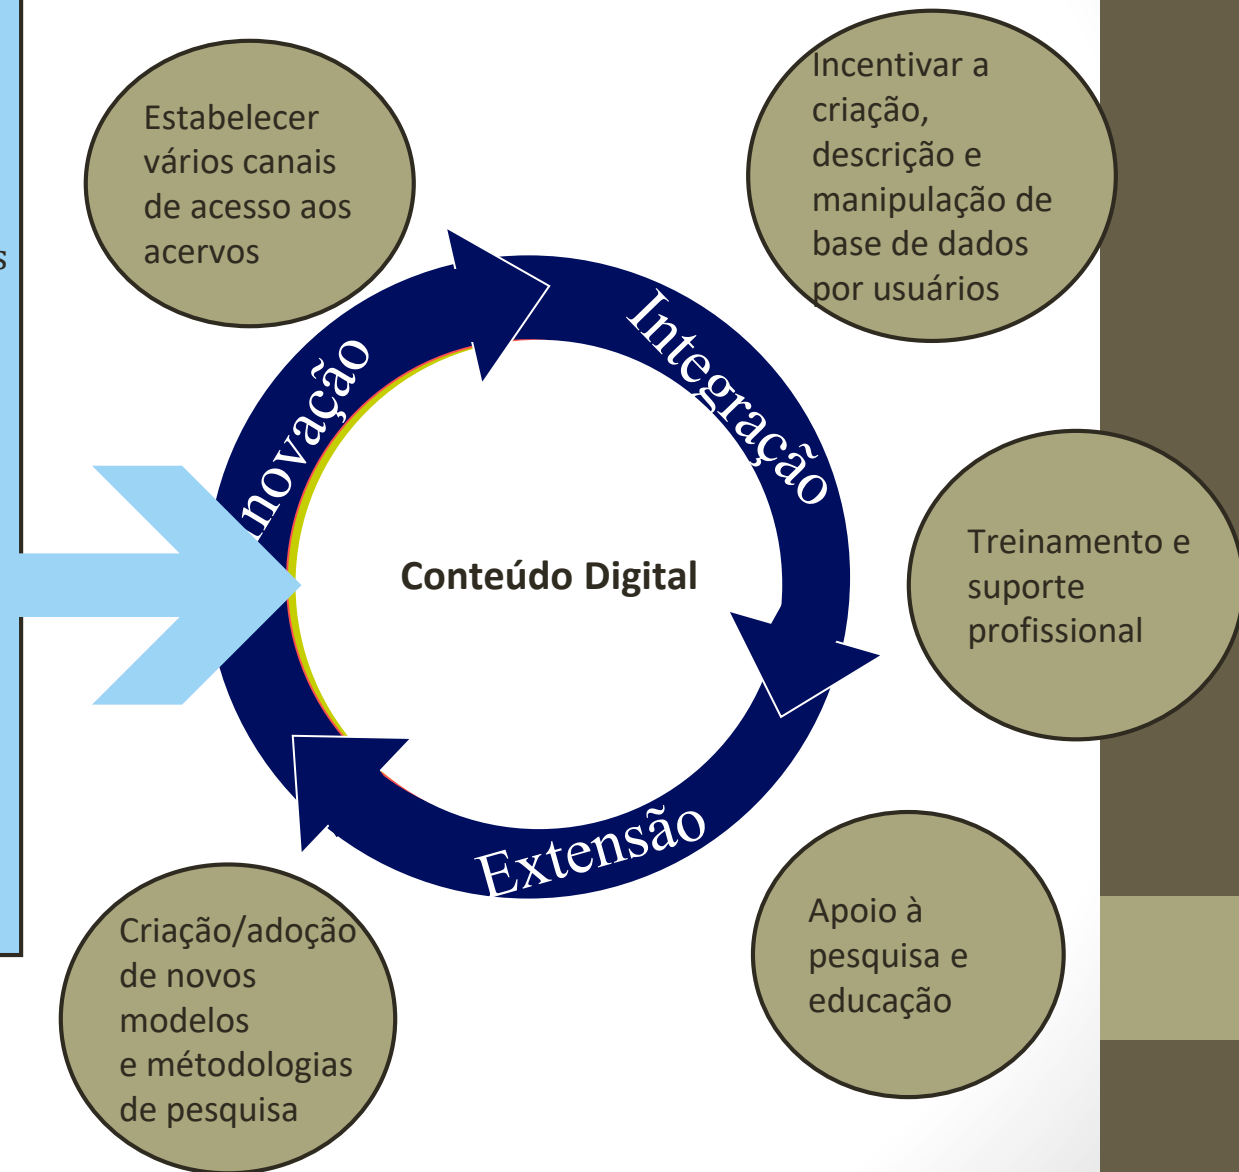 Estabelecer
vários canais
de acesso aos
acervos
Incentivar a
criação,
descrição e
manipulação de
base de dados
por usuários
s
Inovação
Integração
Conteúdo Digital
Treinamento e
suporte
profissional
Extensão
Apoio à
pesquisa e
educação
Criação/adoção
de novos
modelos
e métodologias
de pesquisa